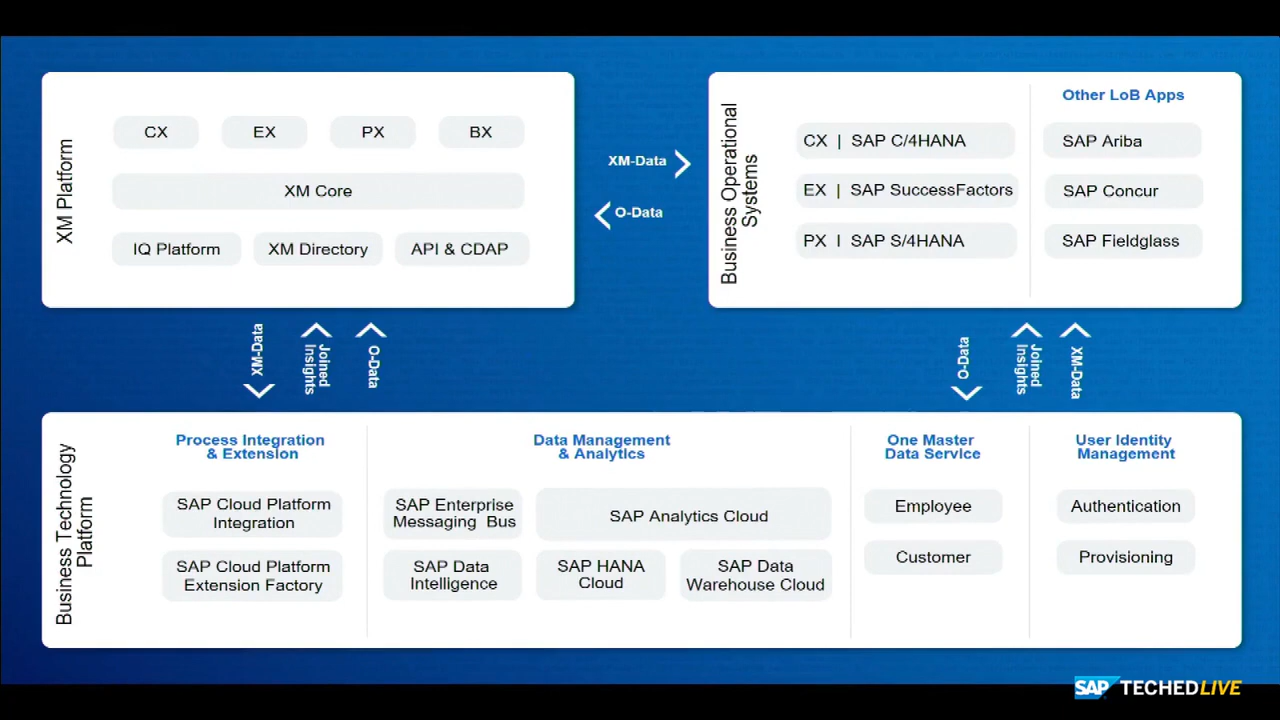 XM Platform
CX
EX
PX
BX
XM Core
IQ Platform
XM Directory
API & CDAP
XM-Data
O-Data
Business Operational
Systems
CX | SAP C/4HANA
EX | SAP SuccessFactors
PX | SAP S/4HANA
Other LoB Apps
SAP Ariba
SAP Concur
SAP Fieldglass
XM-Data
Joined
Insights
O-Data
O-Data
Joined
Insights
XM-Data
Business Technology
Platform
Process Integration
& Extension
SAP Cloud Platform
Integration
SAP Cloud Platform
Extension Factory
Data Management
& Analytics
SAP Enterprise
Messaging Bus
SAP Analytics Cloud
SAP Data
Intelligence
SAP HANA
Cloud
SAP Data
Warehouse Cloud
One Master
Data Service
Employee
Customer
User Identity
Management
Authentication
Provisioning
SAP TECHEDLIVE